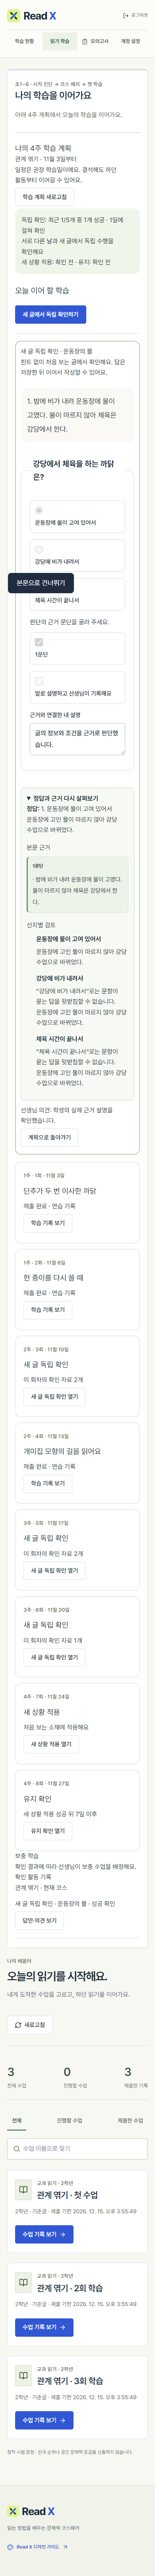 Read X
로그아웃
학습 현황
읽기 학습
모의고사
계정 설정
초1–6 · 사작 진단 → 코스 배치 → 첫 학습
나의 학습을 이어가요
아래 4주 계획에서 오늘의 학습을 이어가요.
나의 4주 학습 계획
관계 엮기 · 11월 3일부터
일정은 권장 학습일이에요. 결석해도 하던
활동부터 이어갈 수 있어요.
학습 계획 새로고침
독립 확인: 최근 1/5개 중 1개 성공 · 1일에
걸쳐 확인
서로 다른 날과 새 글에서 독립 수행을
확인해요
새 상황 적용: 확인 전 · 유지: 확인 전
오늘 이어 할 학습
새 글에서 독립 확인하기
새 글 독립 확인 · 운동장의 물
힌트 없이 처음 보는 글에서 확인해요. 답은
저장한 뒤 이어서 작성할 수 있어요.
1. 밤에 비가 내려 운동장에 물이
고였다. 물이 마르지 않아 체육은
강당에서 한다.
강당에서 체육을 하는 까닭
은?
운동장에 물이 고여 있어서
강당에 비가 내려서
본문으로 건너뛰기
체육 시간이 끝나서
판단의 근거 문단을 골라 주세요.
1문단
말로 설명하고 선생님이 기록해요
근거와 연결한 내 설명
글의 정보와 조건을 근거로 판단했
습니다.
▼ 정답과 근거 다시 살펴보기
정답: 1. 운동장에 물이 고여 있어서
운동장에 고인 물이 마르지 않아 강당
수업으로 바뀌었다.
본문 근거
1문단
· 밤에 비가 내려 운동장에 물이 고였다.
물이 마르지 않아 체육은 강당에서 한
다.
선지별 검토
운동장에 물이 고여 있어서
운동장에 고인 물이 마르지 않아 강당
수업으로 바뀌었다.
강당에 비가 내려서
“강당에 비가 내려서”로는 문항이
묻는 답을 뒷받침할 수 없습니다.
운동장에 고인 물이 마르지 않아 강당
수업으로 바뀌었다.
체육 시간이 끝나서
“체육 시간이 끝나서”로는 문항이
묻는 답을 뒷받침할 수 없습니다.
운동장에 고인 물이 마르지 않아 강당
수업으로 바뀌었다.
선생님 의견: 학생의 실제 근거 설명을
확인했습니다.
계획으로 돌아가기
1주 · 1회 · 11월 3일
단추가 두 번 이사한 까닭
제출 완료 · 연습 기록
학습 기록 보기
1주 · 2회 · 11월 6일
헌 종이를 다시 쓸 때
제출 완료 · 연습 기록
학습 기록 보기
2주 · 3회 · 11월 10일
새 글 독립 확인
이 회차의 확인 자료 2개
새 글 독립 확인 열기
2주 · 4회 · 11월 13일
개미집 모형의 길을 읽어요
제출 완료 · 연습 기록
학습 기록 보기
3주 · 5회 · 11월 17일
새 글 독립 확인
이 회차의 확인 자료 2개
새 글 독립 확인 열기
3주 · 6회 · 11월 20일
새 글 독립 확인
이 회차의 확인 자료 1개
새 글 독립 확인 열기
4주 · 7회 · 11월 24일
새 상황 적용
처음 보는 소재에 적용해요
새 상황 적용 열기
4주 · 8회 · 11월 27일
유지 확인
새 상황 적용 성공 뒤 7일 이후
유지 확인 열기
보충 학습
확인 결과에 따라 선생님이 보충 수업을 배정해요.
확인 활동 기록
관계 엮기 · 현재 코스
새 글 독립 확인 · 운동장의 물 · 성공 확인
답안·의견 보기
나의 배움터
오늘의 읽기를 시작해요.
내게 도착한 수업을 고르고, 하던 읽기를 이어가요.
새로고침
3
전체 수업
0
진행할 수업
3
제출한 기록
전체
진행할 수업
제출한 수업
수업 이름으로 찾기
교과 읽기 · 2학년
관계 엮기 · 첫 수업
2학년 · 기준글 · 제출 기한 2026. 12. 15. 오후 3:55:49
수업 기록 보기
교과 읽기 · 2학년
관계 엮기 · 2회 학습
2학년 · 기준글 · 제출 기한 2026. 12. 15. 오후 3:55:49
수업 기록 보기
교과 읽기 · 2학년
관계 엮기 · 3회 학습
2학년 · 기준글 · 제출 기한 2026. 12. 15. 오후 3:55:49
수업 기록 보기
Read X
읽는 방법을 배우는 문해력 코스웨어
Read X 디자인 가이드